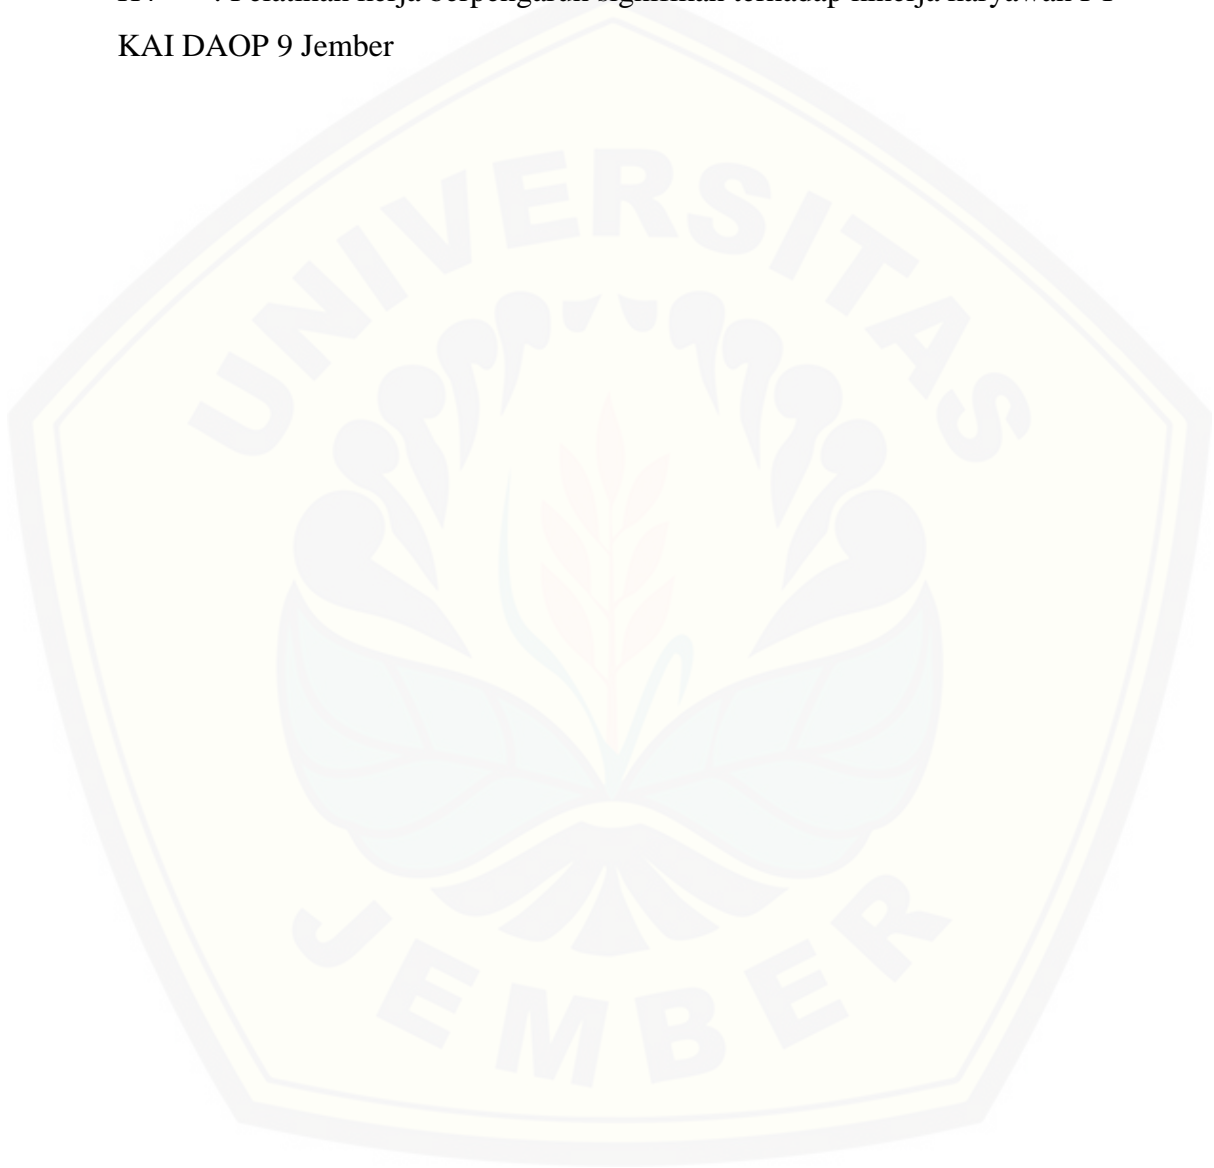 : Pelatihan kerja berpengaruh signifikan terhadap kinerja karyawan PT
KAI DAOP 9 Jember
UNIVERSITAS
JEMBER